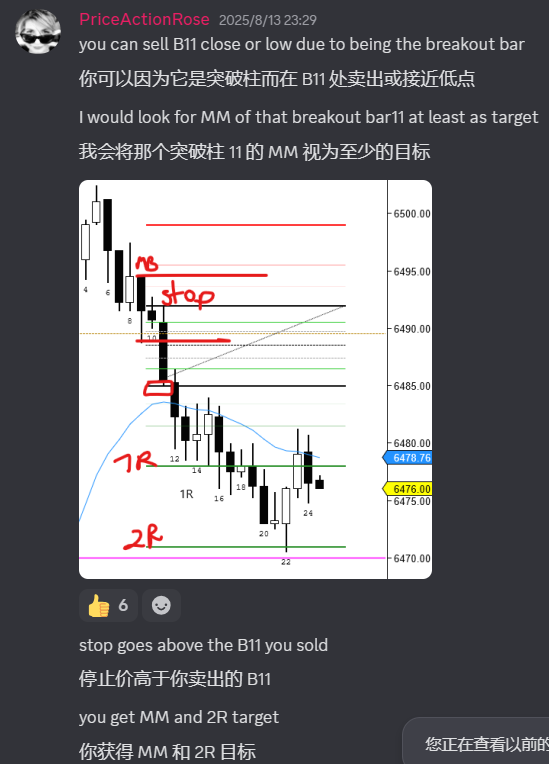 PriceActionRose 2025/8/13 23:29
you can sell B11 close or low due to being the breakout bar
你可以因为它是突破柱而在 B11 处卖出或接近低点
I would look for MM of that breakout bar11 at least as target
我会将那个突破柱 11 的 MM 视为至少的目标
6500.00
MB
6495.00
stop
4
6
8
10
6490.00
6485.00
6480.00
12
14
6478.76
1R
1R
16
18
6476.00
6475.00
20
24
2R
22
6470.00
👍 6
stop goes above the B11 you sold
停止价高于你卖出的 B11
you get MM and 2R target
你获得 MM 和 2R 目标
您正在查看以前的